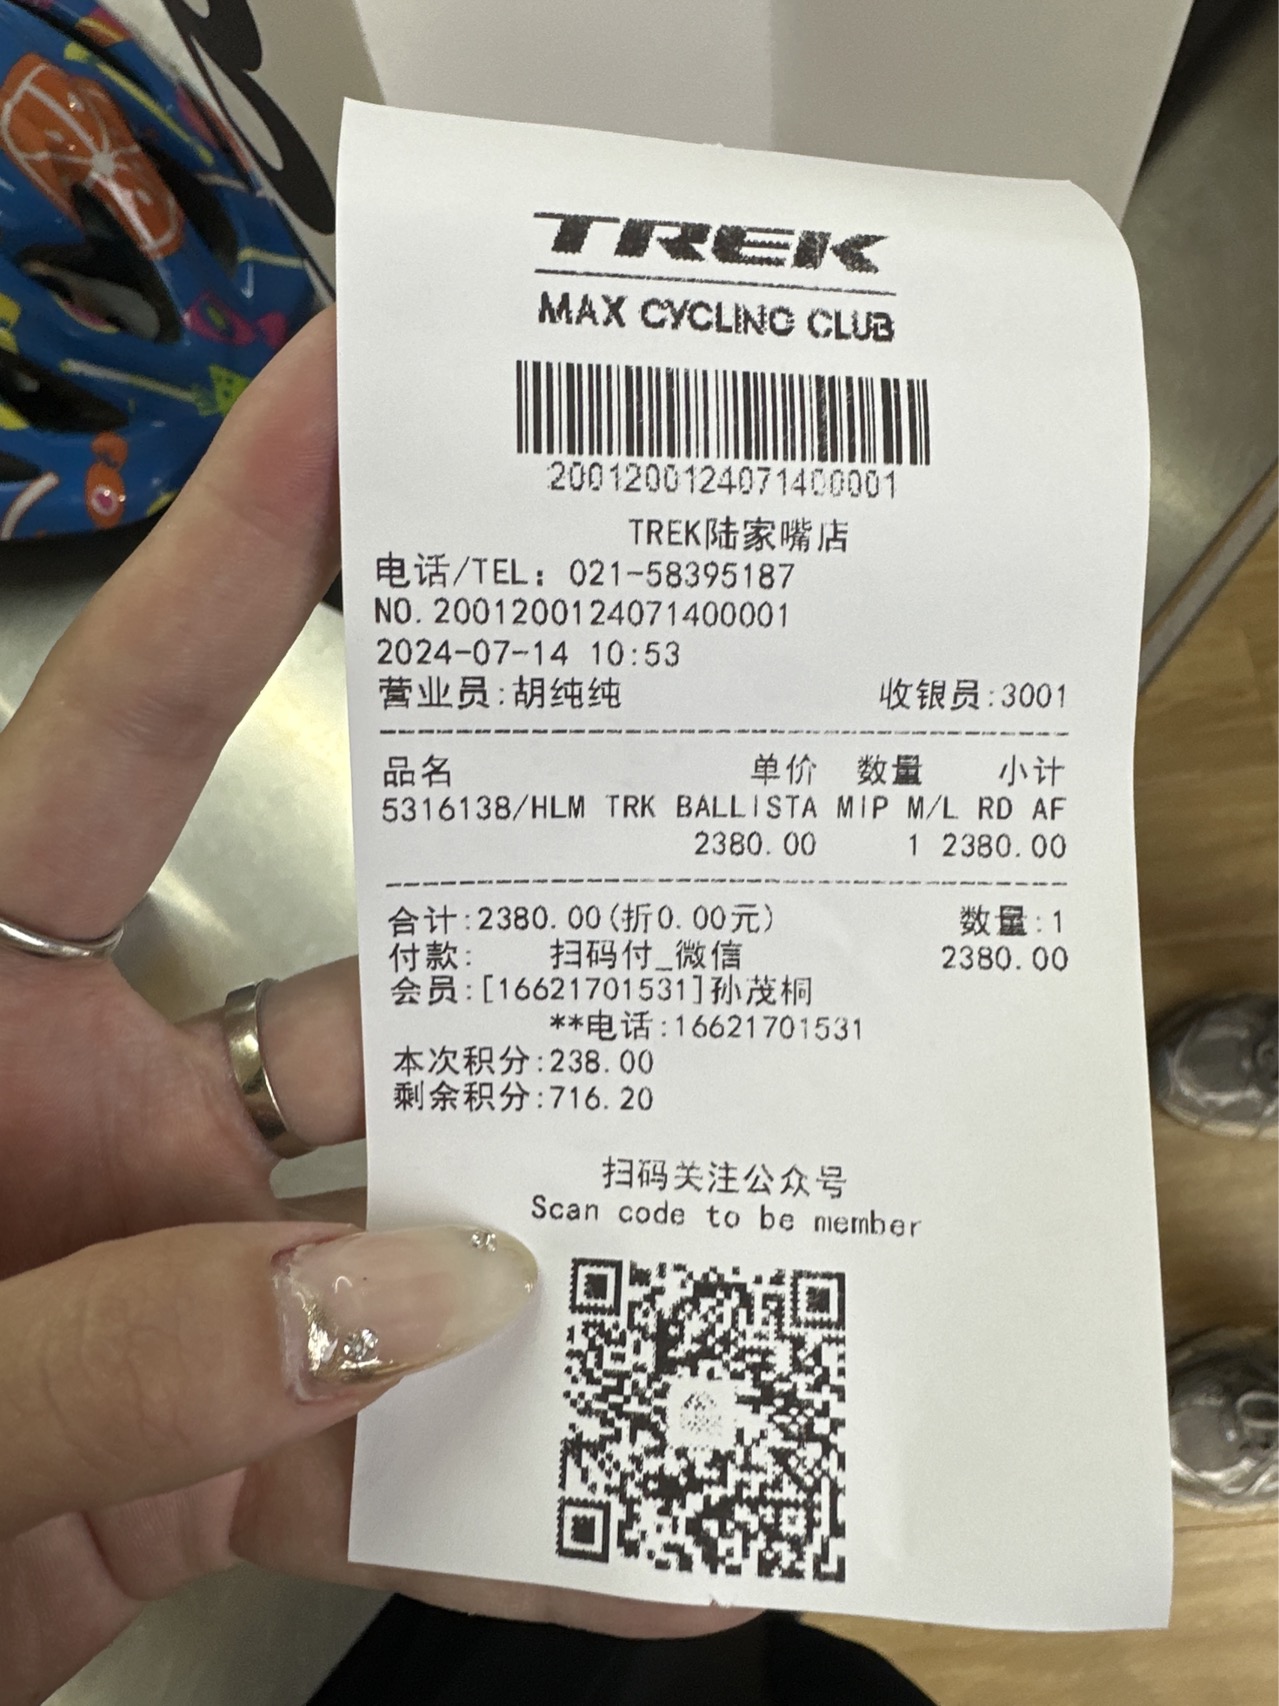 TREK
MAX CYCLING CLUB
2001200124071400001
TREK陆家嘴店
电话/TEL: 021-58395187
NO.2001200124071400001
2024-07-14 10:53
营业员:胡纯纯 收银员:3001
品名 单价 数量 小计
5316138/HLM TRK BALLISTA MIP M/L RD AF
2380.00 1 2380.00
合计:2380.00(折0.00元) 数量:1
付款: 扫码付_微信 2380.00
会员:[16621701531]孙茂桐
**电话:16621701531
本次积分:238.00
剩余积分:716.20
扫码关注公众号
Scan code to be member